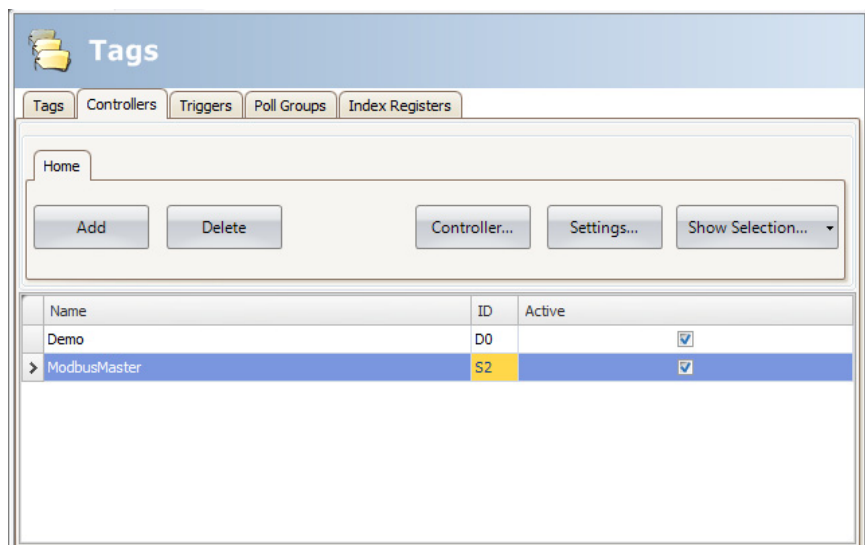 Tags
Tags Controllers Triggers Poll Groups Index Registers
Home
Add Delete Controller... Settings... Show Selection...
Name ID Active
Demo D0
ModbusMaster S2